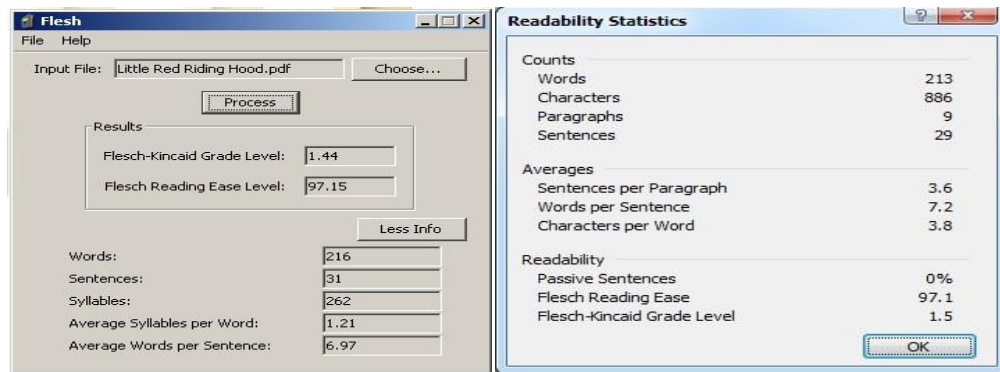 Flesh
File Help
Input File: Little Red Riding Hood.pdf Choose...
Process
Results
Flesch-Kincaid Grade Level: 1.44
Flesch Reading Ease Level: 97.15
Less Info
Words: 216
Sentences: 31
Syllables: 262
Average Syllables per Word: 1.21
Average Words per Sentence: 6.97
Readability Statistics
Counts
Words 213
Characters 886
Paragraphs 9
Sentences 29
Averages
Sentences per Paragraph 3.6
Words per Sentence 7.2
Characters per Word 3.8
Readability
Passive Sentences 0%
Flesch Reading Ease 97.1
Flesch-Kincaid Grade Level 1.5
OK